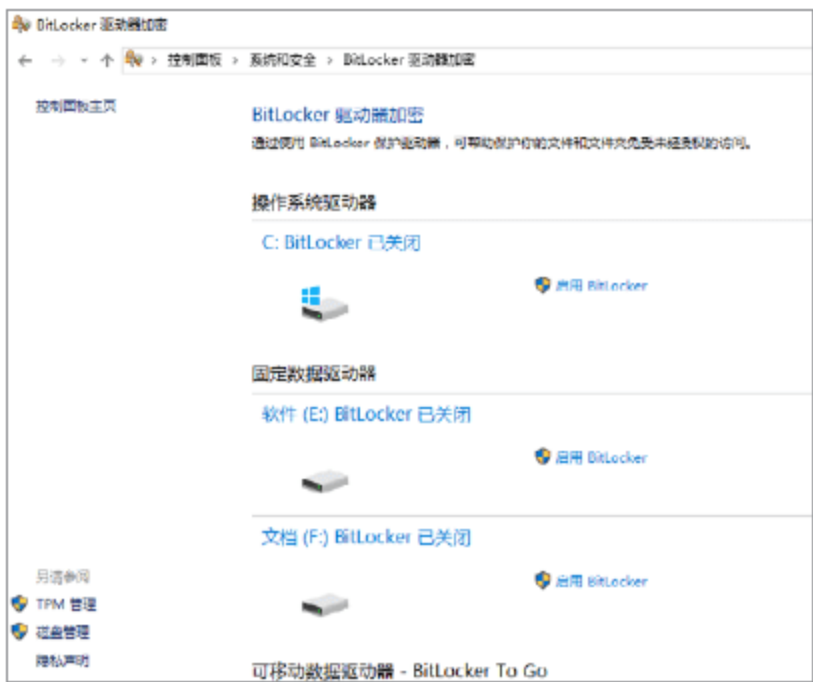 BitLocker 驱动器加密
控制面板 > 系统和安全 > BitLocker 驱动器加密
控制面板主页
BitLocker 驱动器加密
通过使用 BitLocker 保护驱动器，可帮助保护你的文件和文件夹免受未经授权的访问。
操作系统驱动器
C: BitLocker 已关闭
启用 BitLocker
固定数据驱动器
软件 (E:) BitLocker 已关闭
启用 BitLocker
文档 (F:) BitLocker 已关闭
启用 BitLocker
可移动数据驱动器 - BitLocker To Go
另请参阅
TPM 管理
磁盘管理
隐私声明